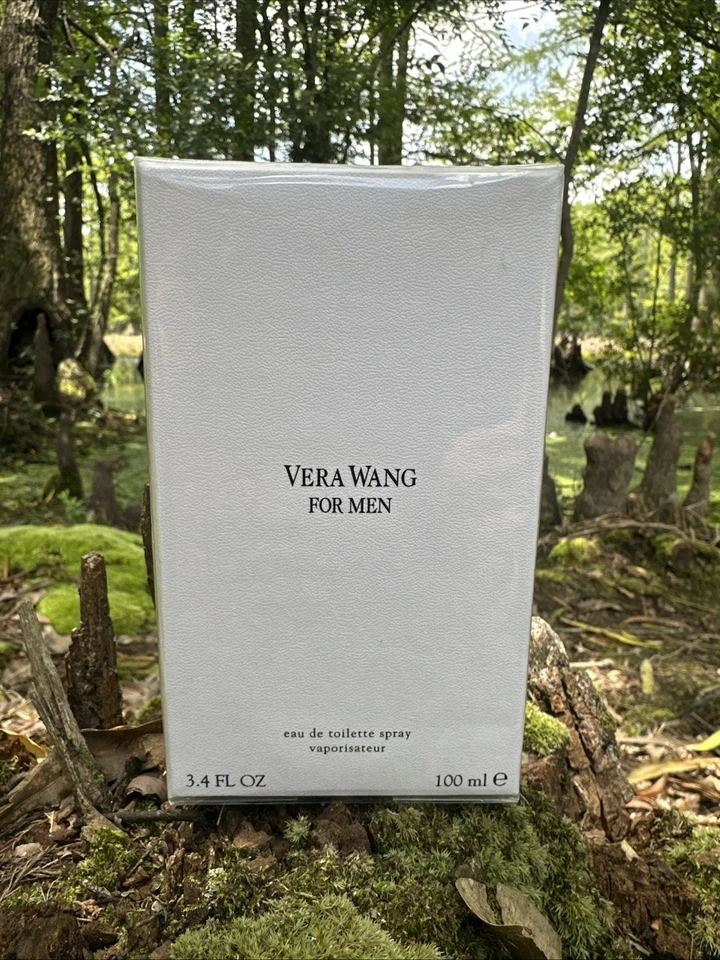 VERA WANG
FOR MEN
eau de toilette spray
vaporisateur
3.4 FL OZ 100 ml ℮